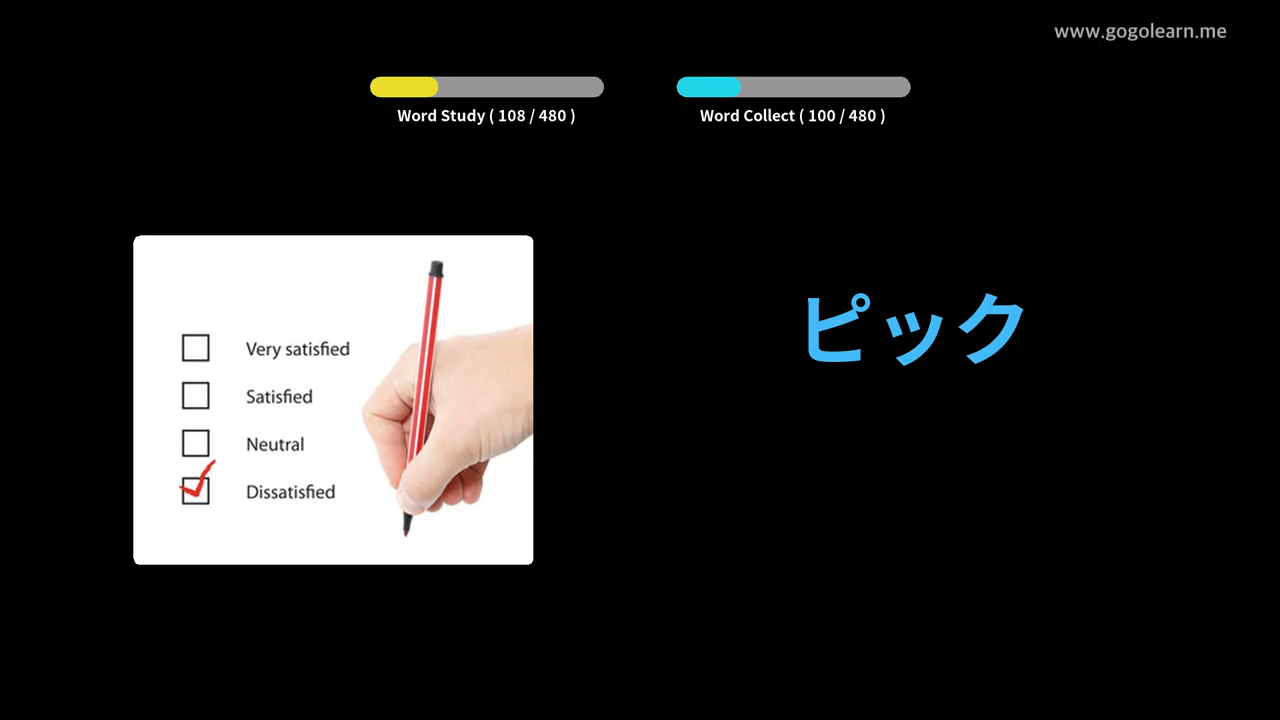 www.gogolearn.me
Word Study ( 108 / 480 )
Word Collect ( 100 / 480 )
Very satisfied
Satisfied
Neutral
Dissatisfied
ピック